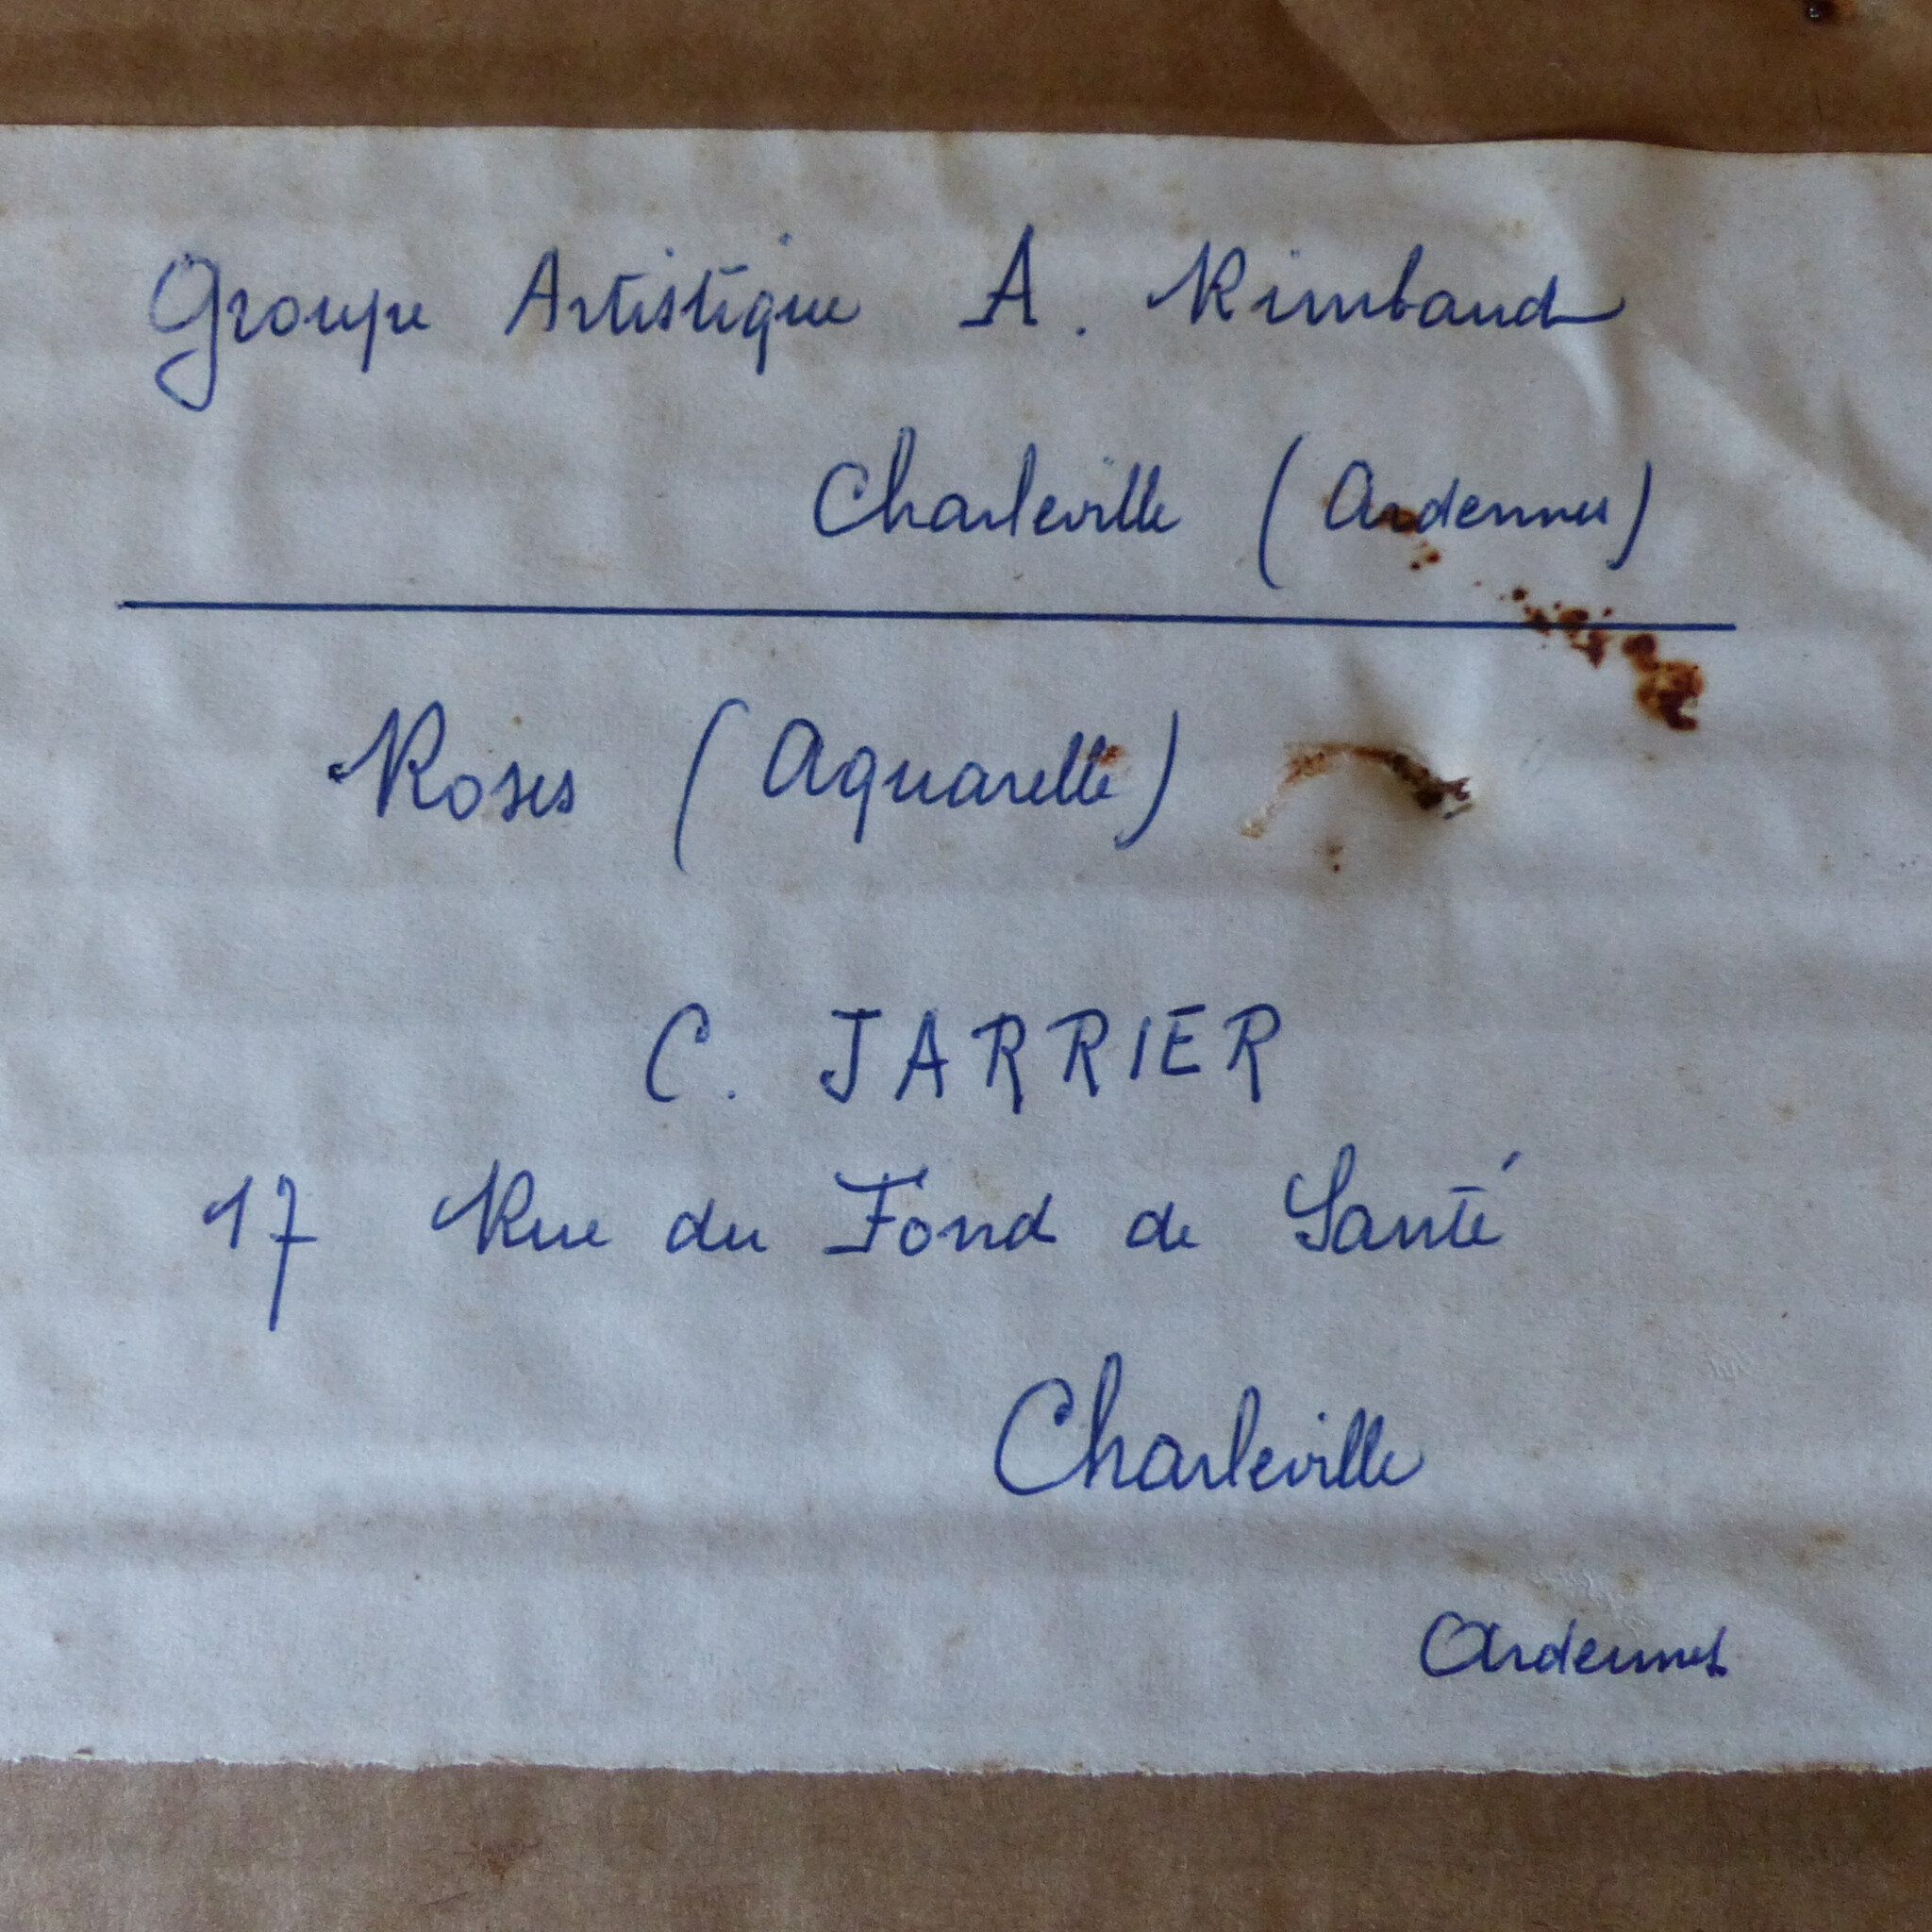 Groupe Artistique A. Rimbaud
Charleville (Ardennes)
Roses (Aquarelle)
C. JARRIER
17 Rue du Fond de Santé
Charleville
Ardennes